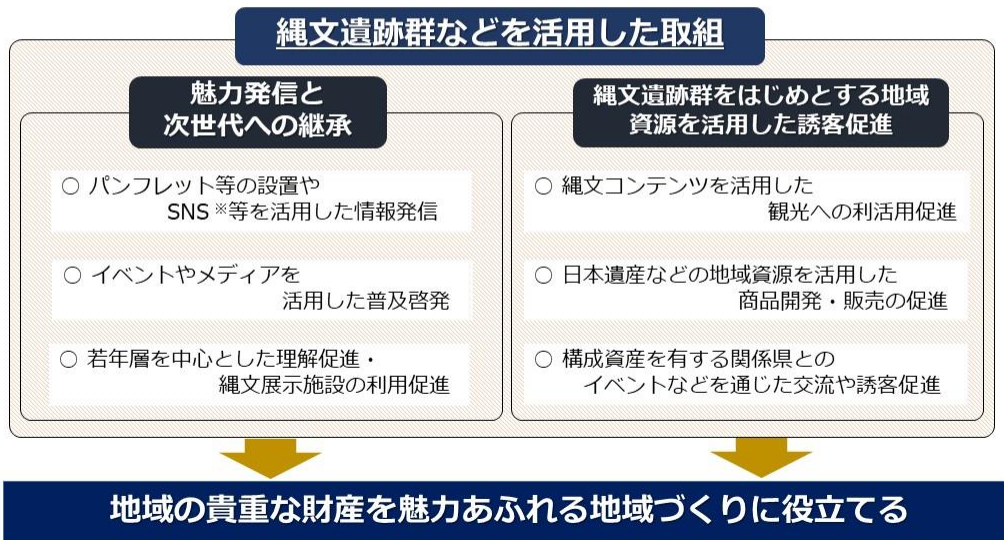 縄文遺跡群などを活用した取組
魅力発信と
次世代への継承
○ パンフレット等の設置や
SNS※等を活用した情報発信
○ イベントやメディアを
活用した普及啓発
○ 若年層を中心とした理解促進・
縄文展示施設の利用促進
縄文遺跡群をはじめとする地域
資源を活用した誘客促進
○ 縄文コンテンツを活用した
観光への利活用促進
○ 日本遺産などの地域資源を活用した
商品開発・販売の促進
○ 構成資産を有する関係県との
イベントなどを通じた交流や誘客促進
地域の貴重な財産を魅力あふれる地域づくりに役立てる